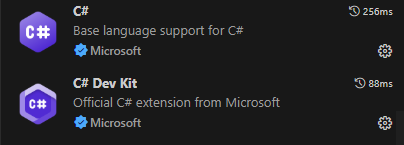 C#
256ms
Base language support for C#
Microsoft
C# Dev Kit
88ms
Official C# extension from Microsoft
Microsoft